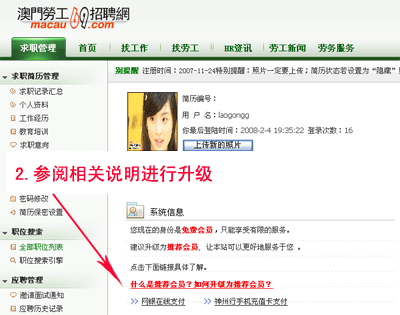 澳門勞工69招聘網
macau69.com
求职管理 首页 找工作 找劳工 HR资讯 劳工新闻 劳务服务
求职简历管理
求职记录汇总
个人资料
工作经历
教育培训
求职意向
密码修改
简历保密设置
职位搜索
全部职位列表
职位搜索引擎
应聘管理
邀请面试通知
应聘历史记录
别提醒 注册时间：2007-11-24特别提醒：照片一定要上传；简历状态若设置为“隐藏”
简历编号：
用 户 名：laogongg
你最后登陆时间：2008-2-4 19:35:22 登录次数：16
上传新的照片
2.参阅相关说明进行升级
系统信息
您现在的身份是免费会员，只能享受有限的服务。
建议升级为推荐会员，让本站可以更好地服务于您 。
点击下面链接具体了解。
什么是推荐会员？如何升级为推荐会员？
网银在线支付 神州行手机充值卡支付